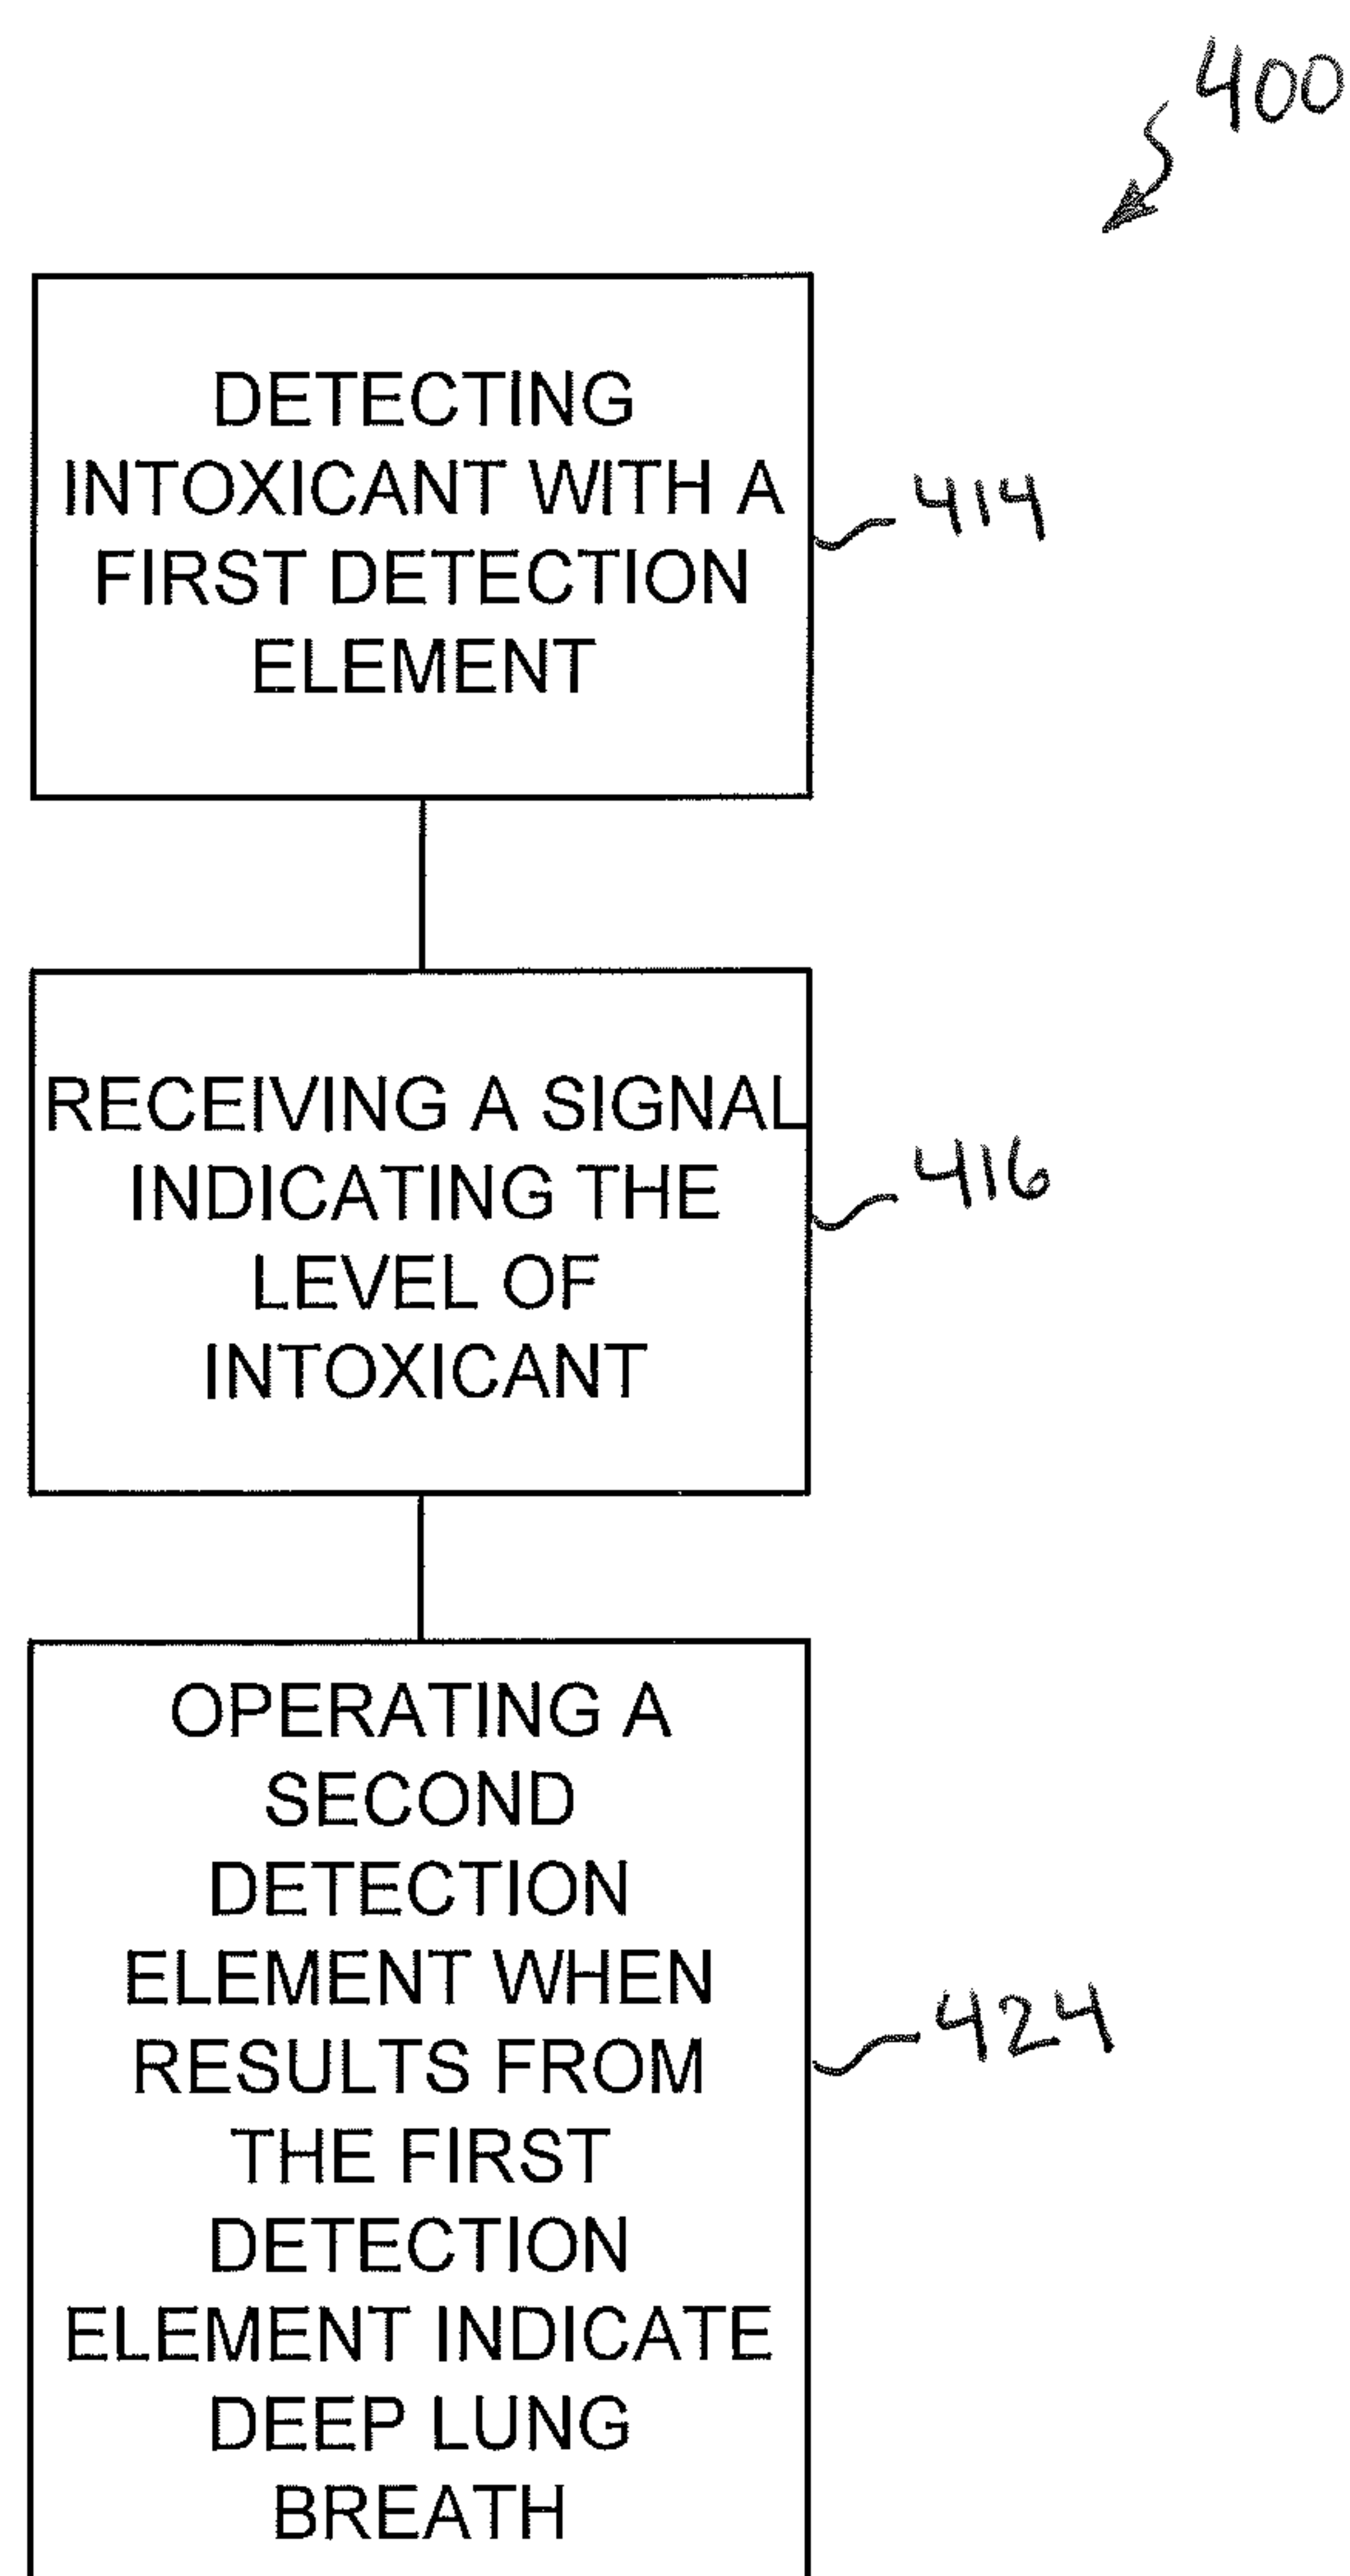 400
DETECTING
INTOXICANT WITH A
FIRST DETECTION
ELEMENT
414
RECEIVING A SIGNAL
INDICATING THE
LEVEL OF
INTOXICANT
416
OPERATING A
SECOND
DETECTION
ELEMENT WHEN
RESULTS FROM
THE FIRST
DETECTION
ELEMENT INDICATE
DEEP LUNG
BREATH
424